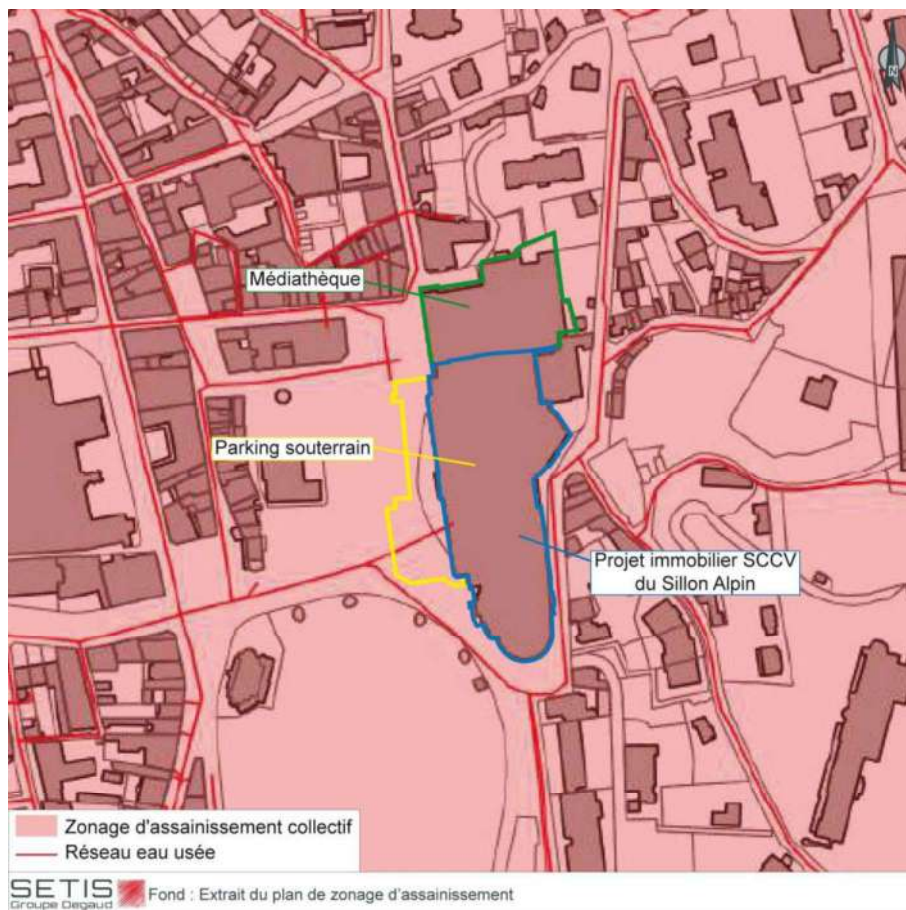 N
Médiathèque
Parking souterrain
Projet immobilier SCCV
du Sillon Alpin
Zonage d'assainissement collectif
Réseau eau usée
SETIS
Groupe Degaud
Fond : Extrait du plan de zonage d'assainissement